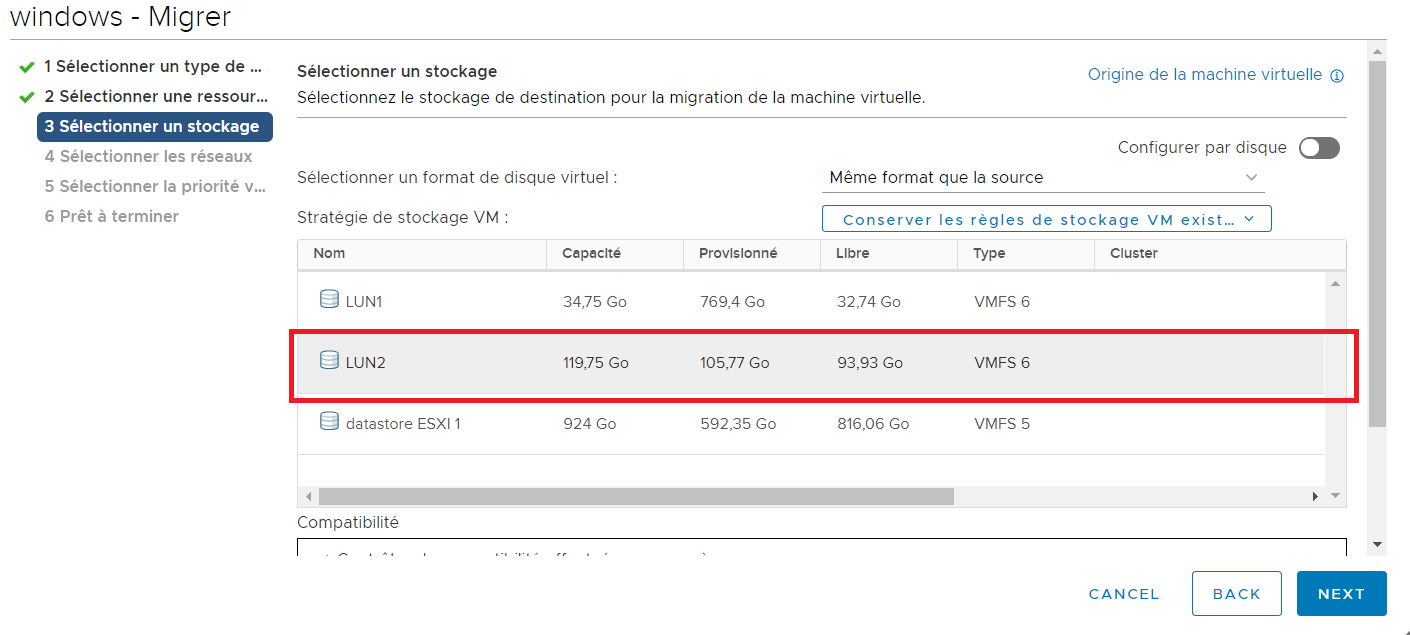 windows - Migrer
1 Sélectionner un type de ...
2 Sélectionner une ressour...
3 Sélectionner un stockage
4 Sélectionner les réseaux
5 Sélectionner la priorité v...
6 Prêt à terminer
Sélectionner un stockage
Origine de la machine virtuelle
Sélectionnez le stockage de destination pour la migration de la machine virtuelle.
Configurer par disque
Sélectionner un format de disque virtuel : Même format que la source
Stratégie de stockage VM : Conserver les règles de stockage VM exist...
Nom Capacité Provisionné Libre Type Cluster
LUN1 34,75 Go 769,4 Go 32,74 Go VMFS 6
LUN2 119,75 Go 105,77 Go 93,93 Go VMFS 6
datastore ESXI 1 924 Go 592,35 Go 816,06 Go VMFS 5
Compatibilité
CANCEL BACK NEXT